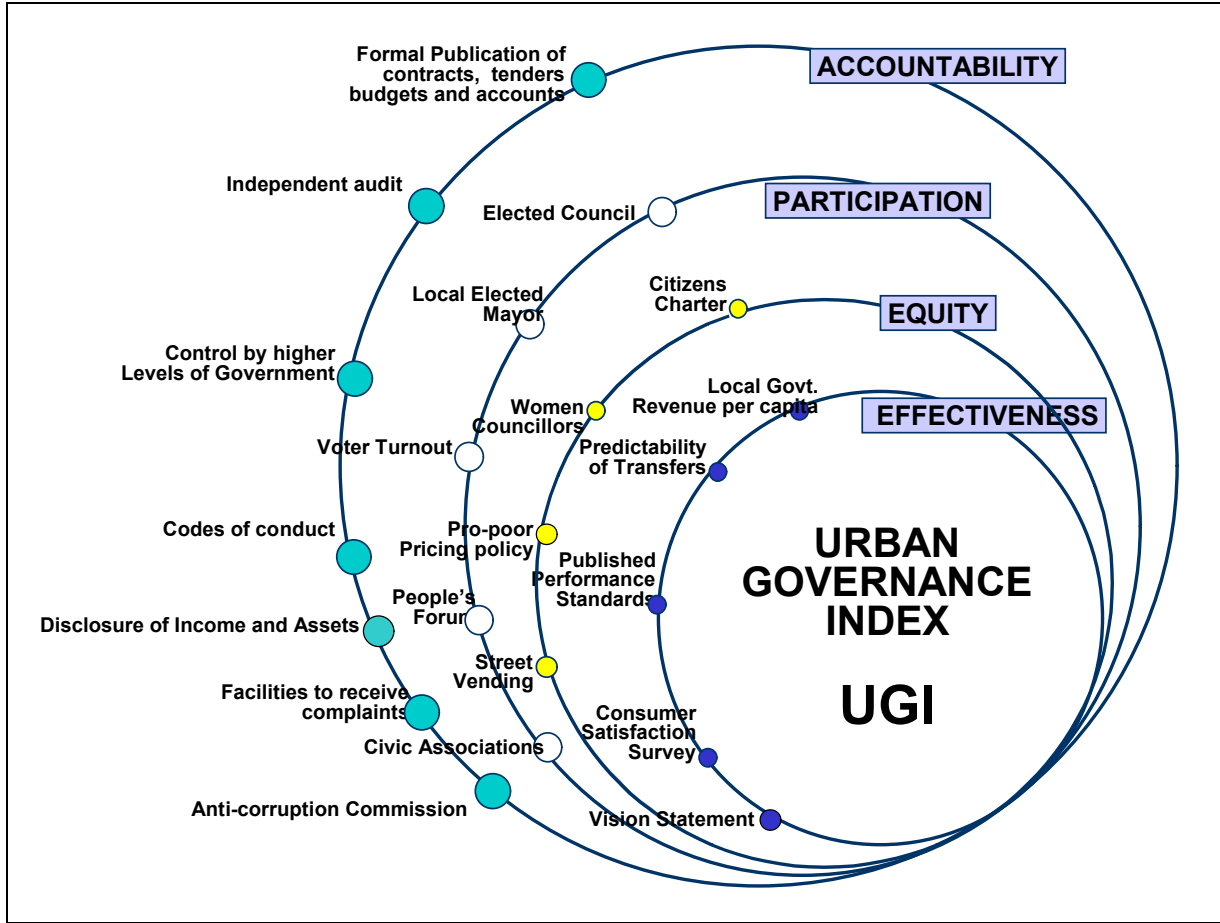 Formal Publication of
contracts, tenders
budgets and accounts
ACCOUNTABILITY
Independent audit
PARTICIPATION
Elected Council
Citizens
Charter
Local Elected
Mayor
EQUITY
Control by higher
Levels of Government
Local Govt.
Revenue per capita
Women
Councillors
EFFECTIVENESS
Voter Turnout
Predictability
of Transfers
Codes of conduct
Pro-poor
Pricing policy
Published
Performance
Standards
URBAN
GOVERNANCE
INDEX
People's
Forum
Disclosure of Income and Assets
Street
Vending
UGI
Facilities to receive
complaints
Consumer
Satisfaction
Survey
Civic Associations
Anti-corruption Commission
Vision Statement